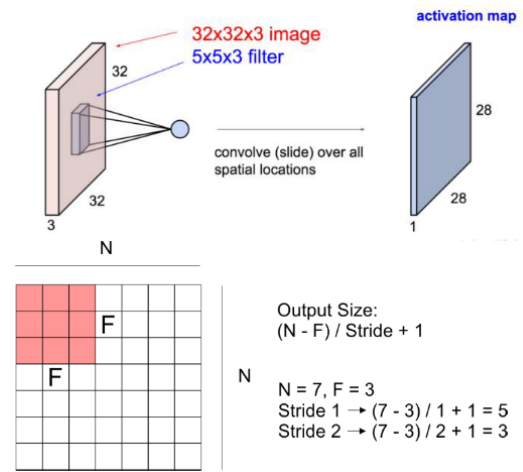 activation map
32x32x3 image
5x5x3 filter
32
28
convolve (slide) over all
spatial locations
32
28
3
1
N
F
F
N
Output Size:
(N - F) / Stride + 1
N = 7, F = 3
Stride 1 → (7 - 3) / 1 + 1 = 5
Stride 2 → (7 - 3) / 2 + 1 = 3